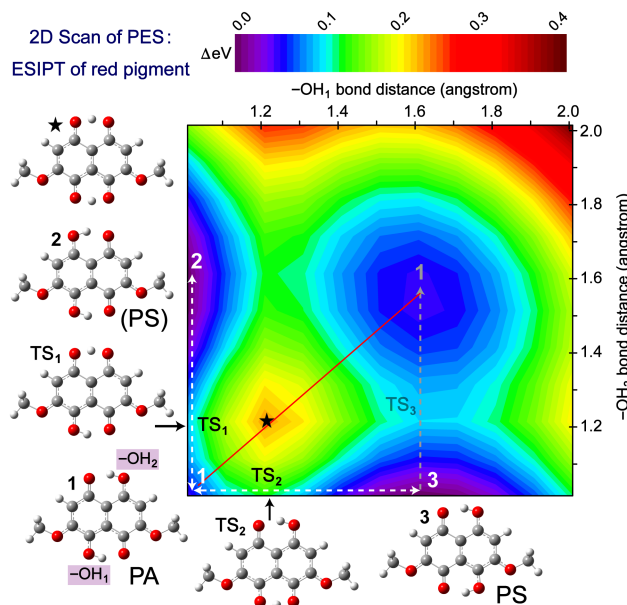 2D Scan of PES:
ESIPT of red pigment
ΔeV
0.0
0.1
0.2
0.3
0.4
–OH₁ bond distance (angstrom)
1.2
1.4
1.6
1.8
2.0
2.0
1.8
1.6
1.4
1.2
–OH₂ bond distance (angstrom)
★
2
(PS)
TS₁
–OH₂
1
–OH₁
PA
2
1
TS₃
★
TS₁
TS₂
1
3
TS₂
3
PS